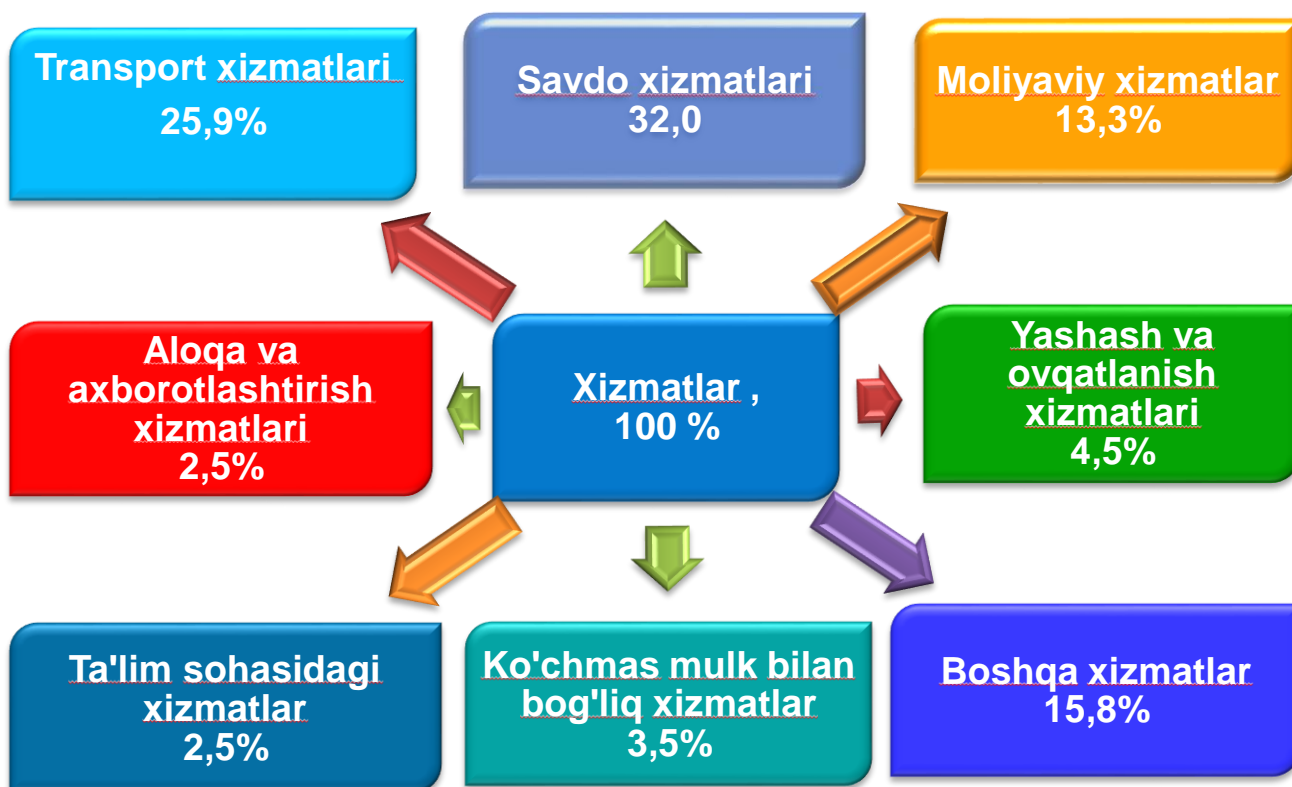 Transport xizmatlari
25,9%
Savdo xizmatlari
32,0
Moliyaviy xizmatlar
13,3%
Aloqa va
axborotlashtirish
xizmatlari
2,5%
Xizmatlar ,
100 %
Yashash va
ovqatlanish
xizmatlari
4,5%
Ta'lim sohasidagi
xizmatlar
2,5%
Ko'chmas mulk bilan
bog'liq xizmatlar
3,5%
Boshqa xizmatlar
15,8%